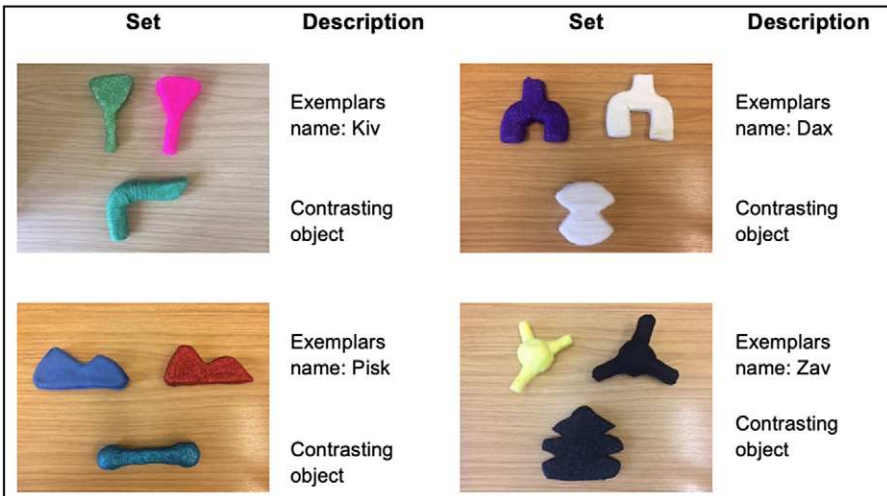 Set Description Set Description
Exemplars
name: Kiv
Contrasting
object
Exemplars
name: Dax
Contrasting
object
Exemplars
name: Pisk
Contrasting
object
Exemplars
name: Zav
Contrasting
object